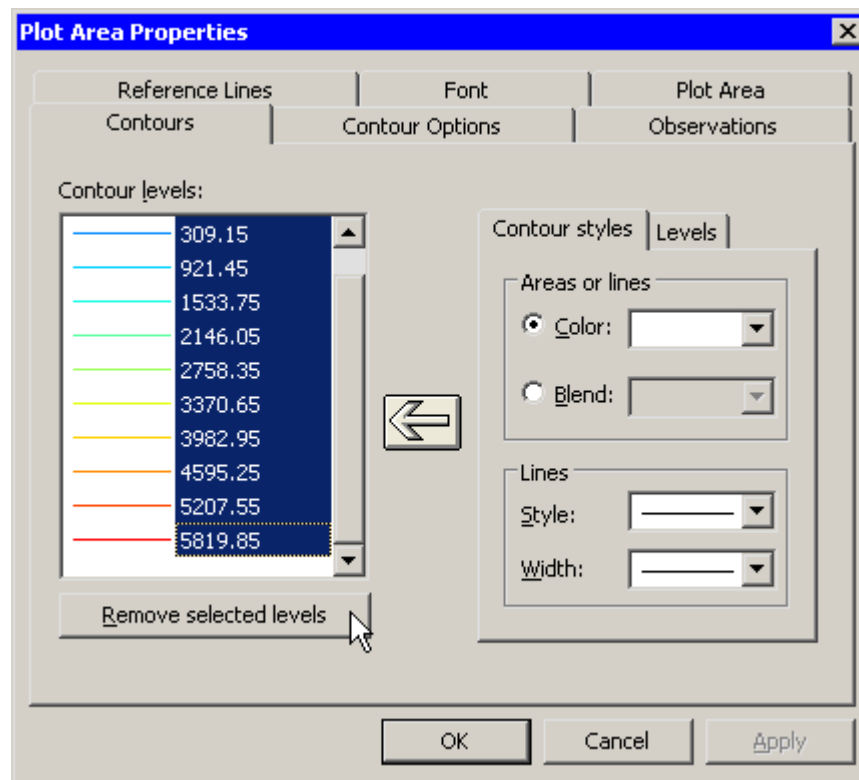 Plot Area Properties
Reference Lines
Font
Plot Area
Contours
Contour Options
Observations
Contour levels:
309.15
921.45
1533.75
2146.05
2758.35
3370.65
3982.95
4595.25
5207.55
5819.85
Remove selected levels
Contour styles
Levels
Areas or lines
Color:
Blend:
Lines
Style:
Width:
OK
Cancel
Apply